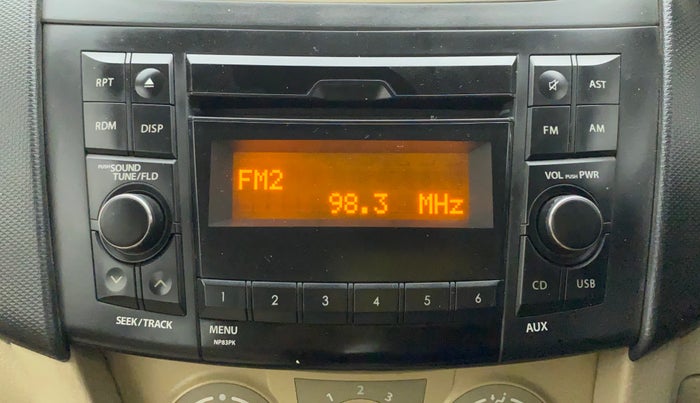 RPT
AST
RDM DISP
FM AM
FM2
98.3 MHz
PUSH SOUND
TUNE/FLD
VOL PUSH PWR
1 2 3 4 5 6
CD USB
SEEK/TRACK
MENU
NP83PK
AUX
1 2 3